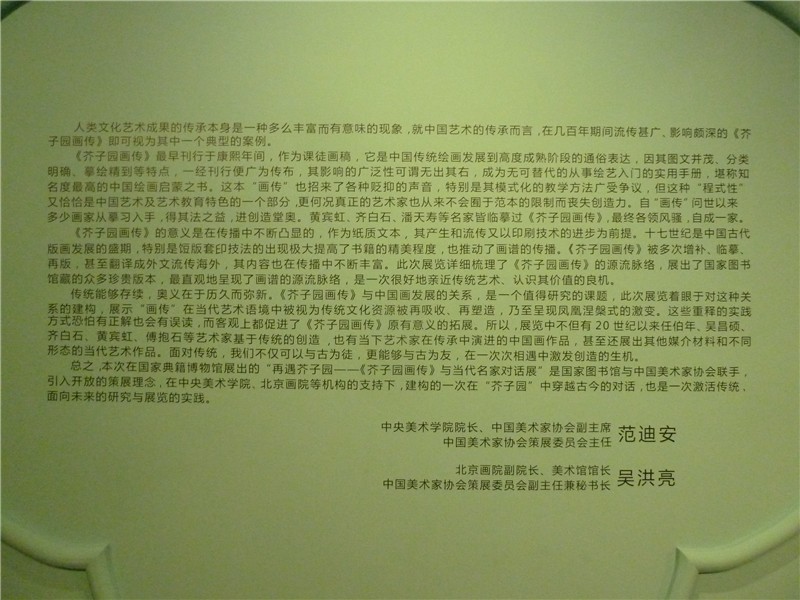 人类文化艺术成果的传承本身是一种多么丰富而有意味的现象，就中国艺术的传承而言，在几百年期间流传甚广、影响颇深的《芥
子园画传》即可视为其中一个典型的案例。
《芥子园画传》最早刊行于康熙年间，作为课徒画稿，它是中国传统绘画发展到高度成熟阶段的通俗表达，因其图文并茂、分类
明确、摹绘精到等特点，一经刊行便广为传布，其影响的广泛性可谓无出其右，成为无可替代的从事绘艺入门的实用手册，堪称知
名度最高的中国绘画启蒙之书。这本“画传”也招来了各种贬抑的声音，特别是其模式化的教学方法广受争议，但这种“程式性”
又恰恰是中国艺术及艺术教育特色的一个部分，更何况真正的艺术家也从来不会囿于范本的限制而丧失创造力。自“画传”问世以来
多少画家从摹习入手，得其法之益，进创造堂奥。黄宾虹、齐白石、潘天寿等名家皆临摹过《芥子园画传》，最终各领风骚，自成一家。
《芥子园画传》的意义是在传播中不断凸显的，作为纸质文本，其产生和流传又以印刷技术的进步为前提。十七世纪是中国古代
版画发展的盛期，特别是饾版套印技法的出现极大提高了书籍的精美程度，也推动了画谱的传播。《芥子园画传》被多次增补、临摹、
再版，甚至翻译成外文流传海外，其内容也在传播中不断丰富。此次展览详细梳理了《芥子园画传》的源流脉络，展出了国家图书
馆藏的众多珍贵版本，最直观地呈现了画谱的源流脉络，是一次很好地亲近传统艺术、认识其价值的良机。
传统能够存续，奥义在于历久而弥新。《芥子园画传》与中国画发展的关系，是一个值得研究的课题，此次展览着眼于对这种关
系的建构，展示“画传”在当代艺术语境中被视为传统文化资源被再吸收、再塑造，乃至呈现凤凰涅槃式的激变。这些重释的实践
方式恐怕有正解也会有误读，而客观上都促进了《芥子园画传》原有意义的拓展。所以，展览中不但有20世纪以来任伯年、吴昌硕、
齐白石、黄宾虹、傅抱石等艺术家基于传统的创造，也有当下艺术家在传承中演进的中国画作品，甚至还展出其他媒介材料和不同
形态的当代艺术作品。面对传统，我们不仅可以与古为徒，更能够与古为友，在一次次相遇中激发创造的生机。
总之，本次在国家典籍博物馆展出的“再遇芥子园——《芥子园画传》与当代名家对话展”是国家图书馆与中国美术家协会联手，
引入开放的策展理念，在中央美术学院、北京画院等机构的支持下，建构的一次在“芥子园”中穿越古今的对话，也是一次激活传统，
面向未来的研究与展览的实践。
中央美术学院院长、中国美术家协会副主席
中国美术家协会策展委员会主任 范迪安
北京画院副院长、美术馆馆长
中国美术家协会策展委员会副主任兼秘书长 吴洪亮